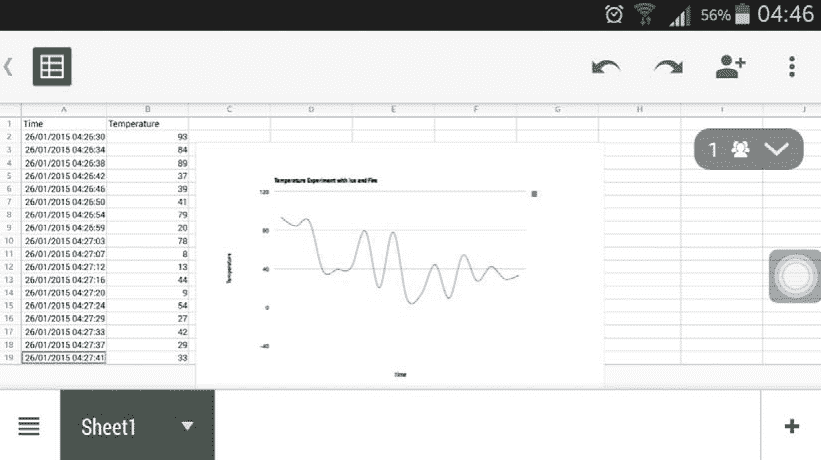 56% 04:46
A B C D E F G H I J
1 Time Temperature
2 26/01/2015 04:26:30 93
3 26/01/2015 04:26:34 84
4 26/01/2015 04:26:38 89
5 26/01/2015 04:26:42 37
6 26/01/2015 04:26:46 39
7 26/01/2015 04:26:50 41
8 26/01/2015 04:26:54 79
9 26/01/2015 04:26:59 20
10 26/01/2015 04:27:03 78
11 26/01/2015 04:27:07 8
12 26/01/2015 04:27:12 13
13 26/01/2015 04:27:16 44
14 26/01/2015 04:27:20 9
15 26/01/2015 04:27:24 54
16 26/01/2015 04:27:29 27
17 26/01/2015 04:27:33 42
18 26/01/2015 04:27:37 29
19 26/01/2015 04:27:41 33
1
Temperature Experiment with Ice and Fire
120
80
40
0
-40
Temperature
Time
Sheet1